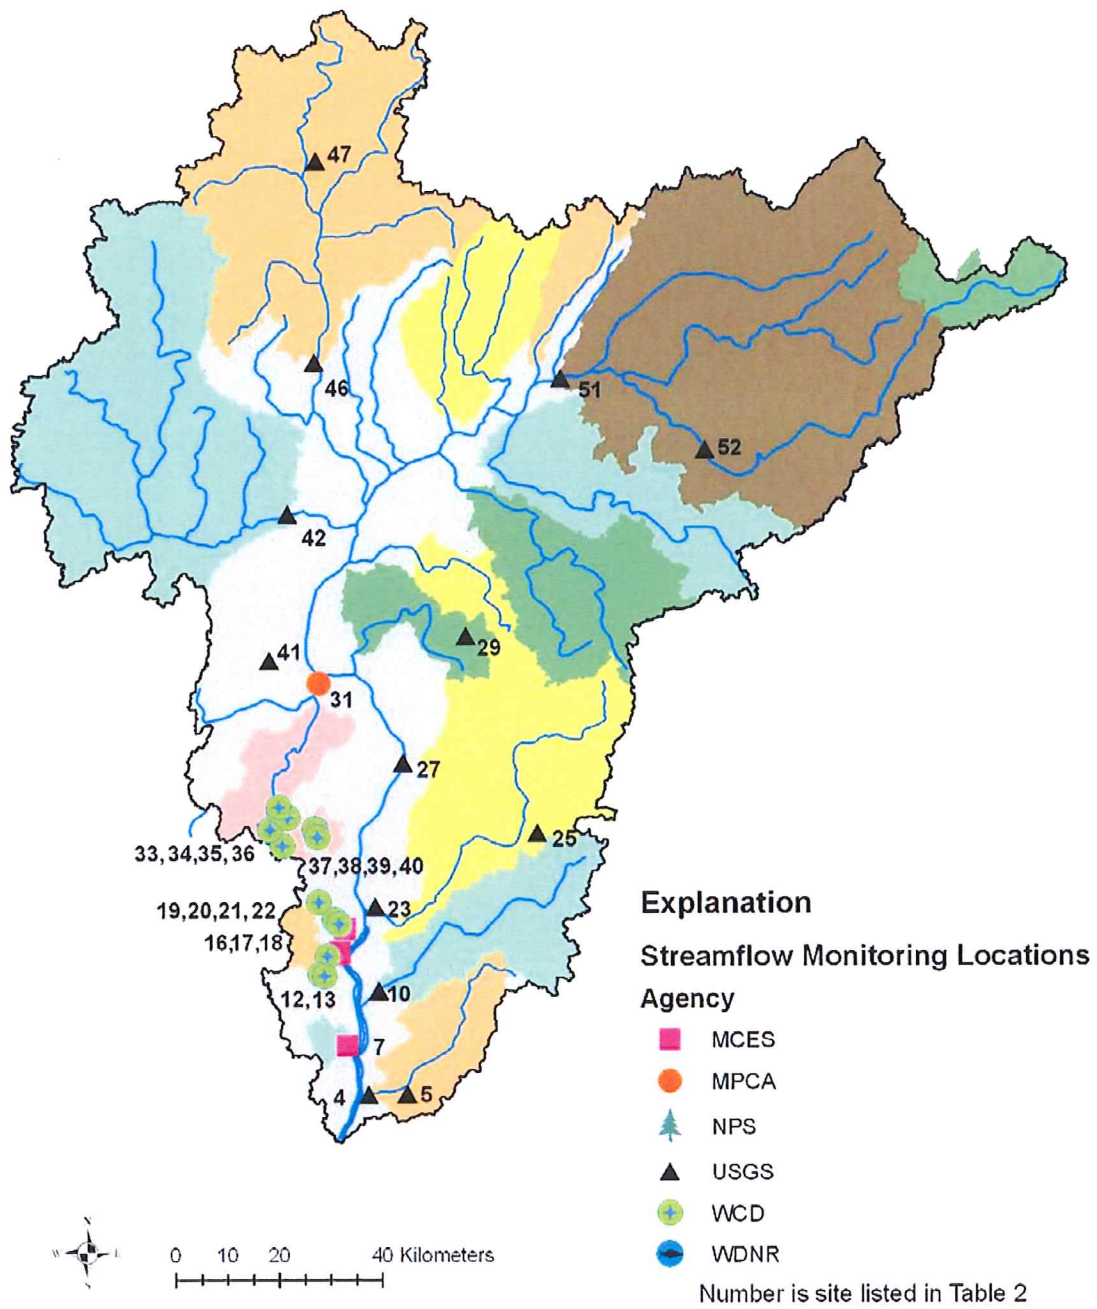 47
46
51
52
42
41
29
31
27
25
33, 34, 35, 36
37,38,39,40
19,20,21, 22
23
16,17,18
12,13
10
7
4
5
Explanation
Streamflow Monitoring Locations
Agency
MCES
MPCA
NPS
USGS
WCD
WDNR
Number is site listed in Table 2
N
W E
S
0 10 20 40 Kilometers